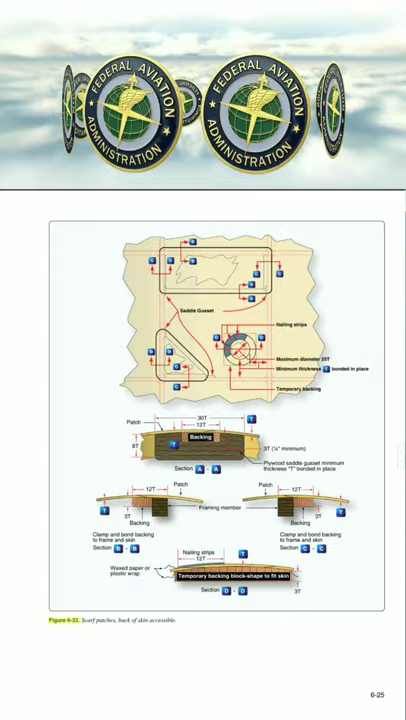 FEDERAL AVIATION
ADMINISTRATION
FEDERAL AVIATION
ADMINISTRATION
B
C C B
C C
B
A
Saddle Gusset
Nailing strips
D D
B B
C
C
Maximum diameter 20T
Minimum thickness T bonded in place
Temporary backing
30T
12T
T
Patch
Backing
8T
T
3T (¼" minimum)
Plywood saddle gusset minimum
thickness "T" bonded in place
Section A - A
12T
Patch
Patch
12T
T
3T
Framing member
3T
T
Backing
Backing
Clamp and bond backing
to frame and skin
Section B - B
Clamp and bond backing
to frame and skin
Section C - C
Nailing strips
12T
T
Waxed paper or
plastic wrap
Temporary backing block-shape to fit skin
3T
Section D - D
Figure 6-33. Scarf patches, back of skin accessible.
6-25